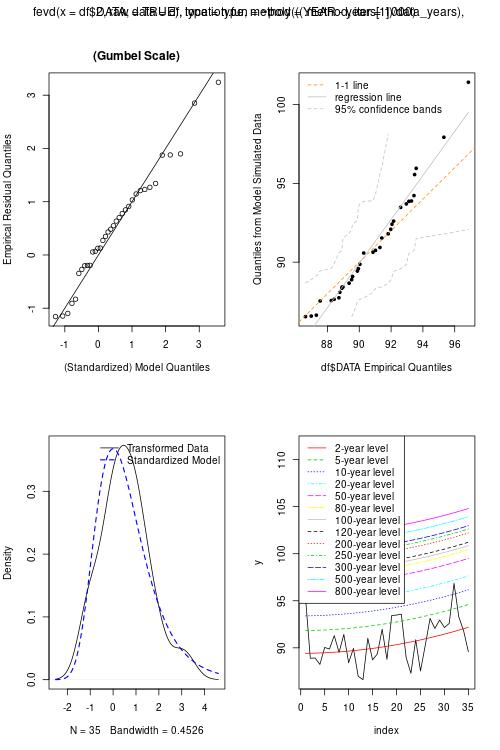 fevd(x = df$DATA, data = df,
(Gumbel Scale)
Empirical Residual Quantiles
3
2
1
0
-1
-1 0 1 2 3
(Standardized) Model Quantiles
1-1 line
regression line
95% confidence bands
Quantiles from Model Simulated Data
100
95
90
88 90 92 94 96
df$DATA Empirical Quantiles
Transformed Data
Standardized Model
Density
0.3
0.2
0.1
0.0
-2 -1 0 1 2 3 4
N = 35 Bandwidth = 0.4526
2-year level
5-year level
10-year level
20-year level
50-year level
80-year level
100-year level
120-year level
200-year level
250-year level
300-year level
500-year level
800-year level
y
110
105
100
95
90
0 5 10 15 20 25 30 35
index